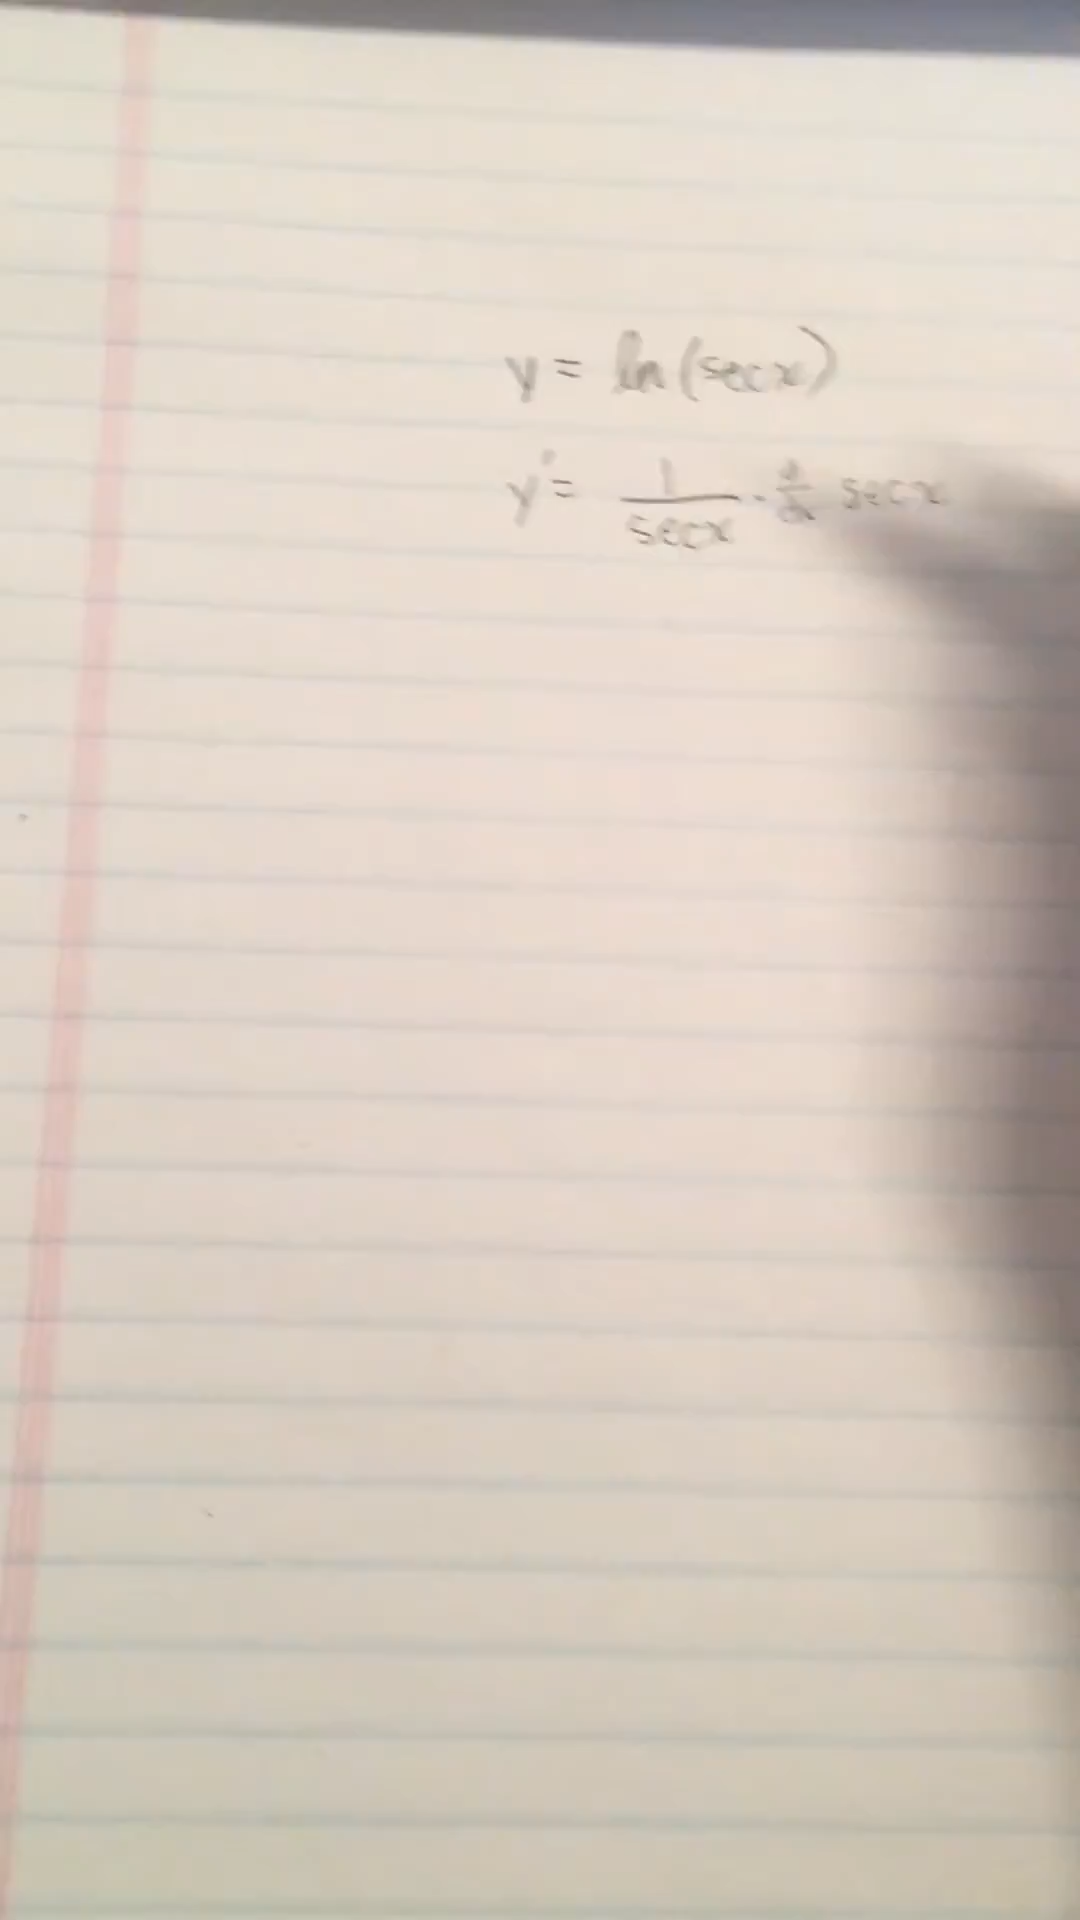 y = ln(secx)
y' = 1/secx · d/dx secx